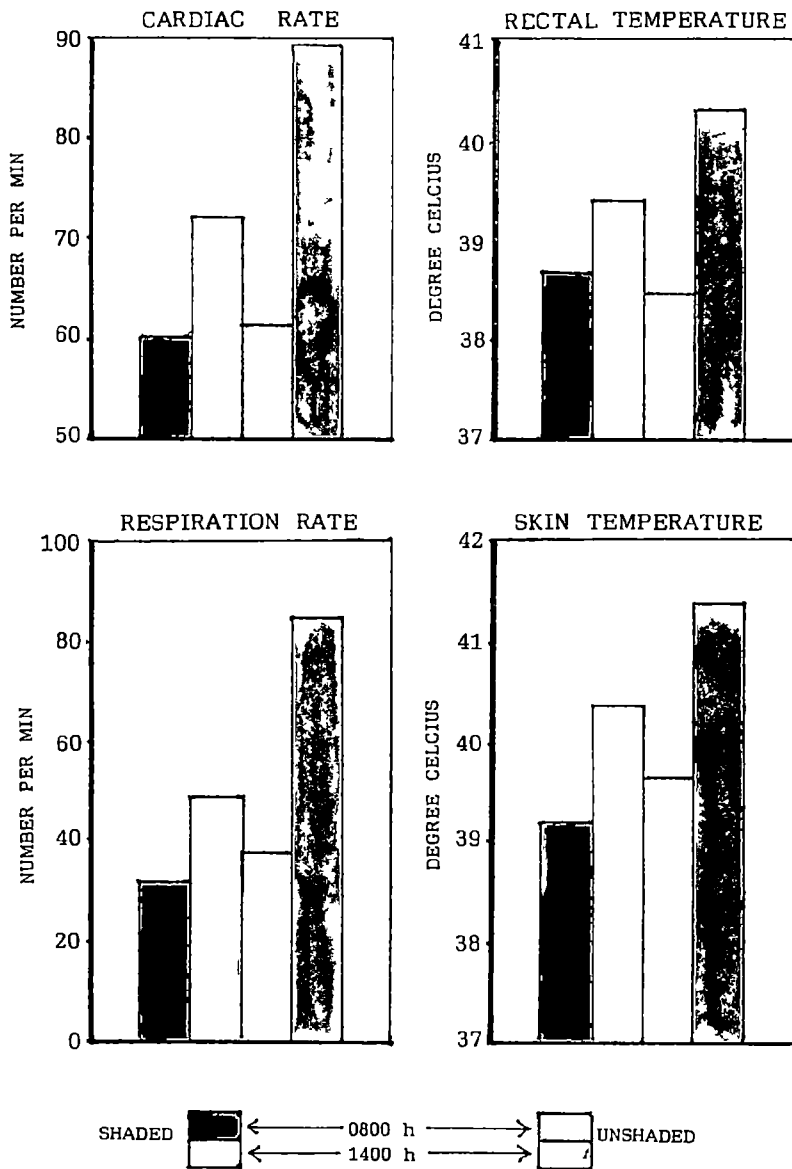 CARDIAC RATE
90
80
70
60
50
NUMBER PER MIN
RECTAL TEMPERATURE
41
40
39
38
37
DEGREE CELCIUS
RESPIRATION RATE
100
80
60
40
20
0
NUMBER PER MIN
SKIN TEMPERATURE
42
41
40
39
38
37
DEGREE CELCIUS
SHADED 0800 h UNSHADED
1400 h